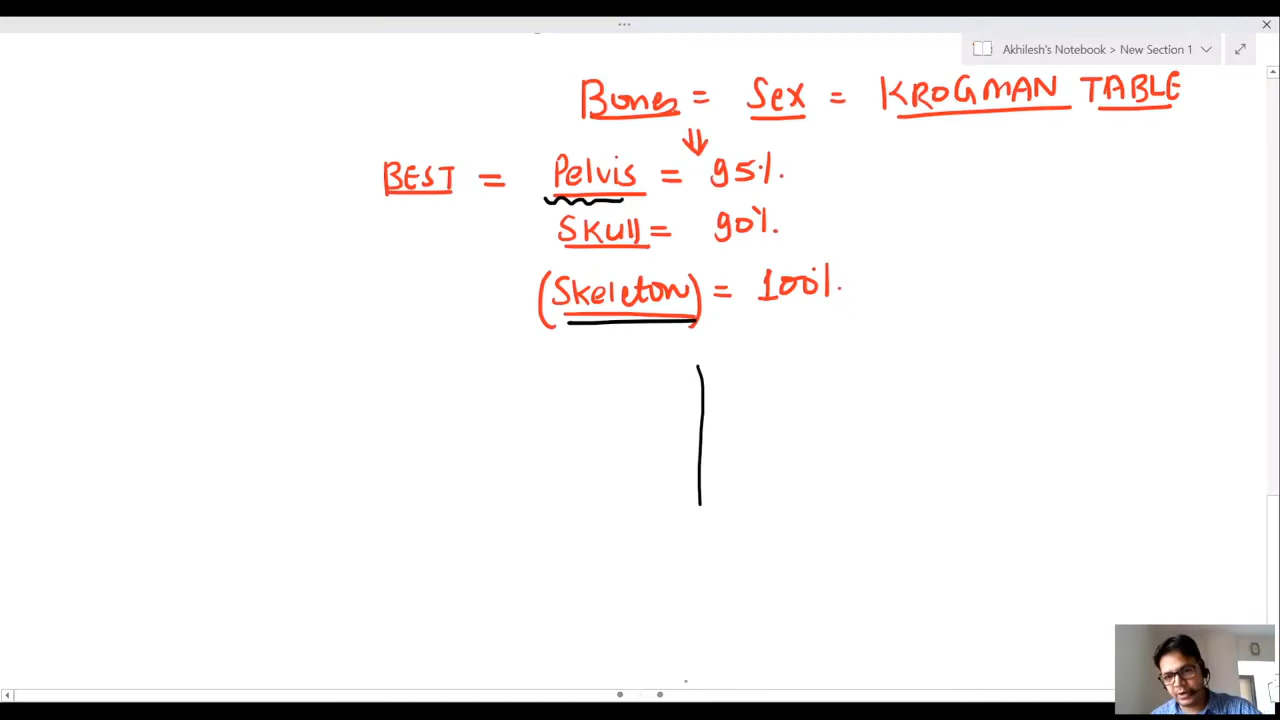 Akhilesh's Notebook > New Section 1
Bones = Sex = KROGMAN TABLE
BEST = Pelvis = 95%.
Skull = 90%.
(Skeleton) = 100%.